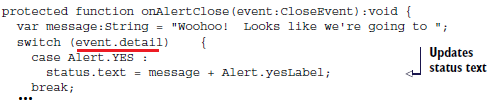 protected function onAlertClose(event:CloseEvent):void {
var message:String = "Woohoo!  Looks like we're going to ";
switch (event.detail)    {
case Alert.YES :
status.text = message + Alert.yesLabel;
break;
...
Updates
status text